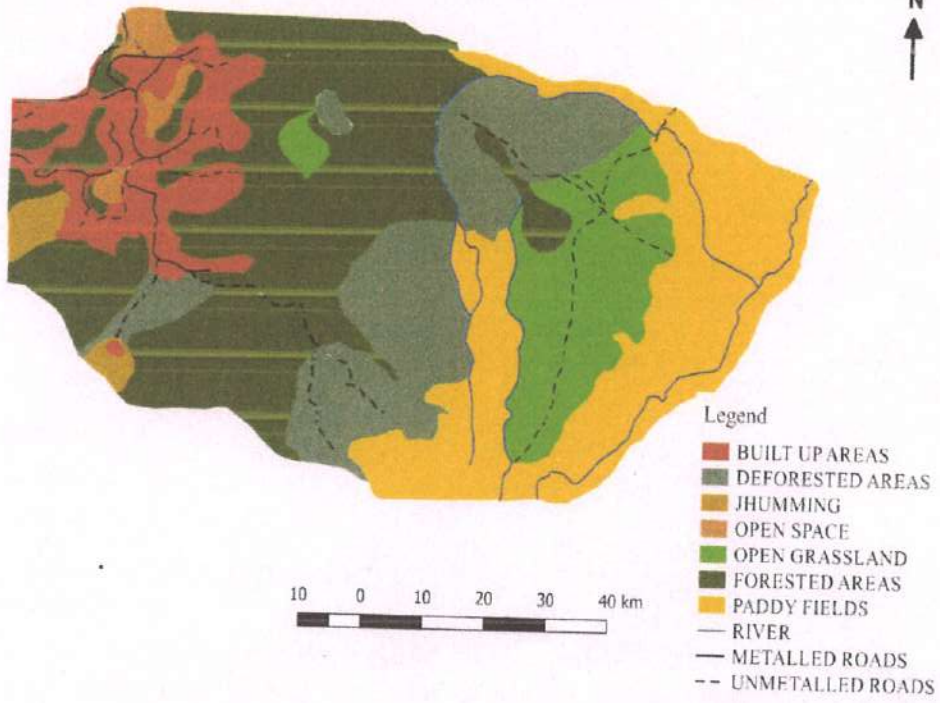 N
Legend
BUILT UP AREAS
DEFORESTED AREAS
JHUMMING
OPEN SPACE
OPEN GRASSLAND
FORESTED AREAS
PADDY FIELDS
RIVER
METALLED ROADS
UNMETALLED ROADS
10 0 10 20 30 40 km